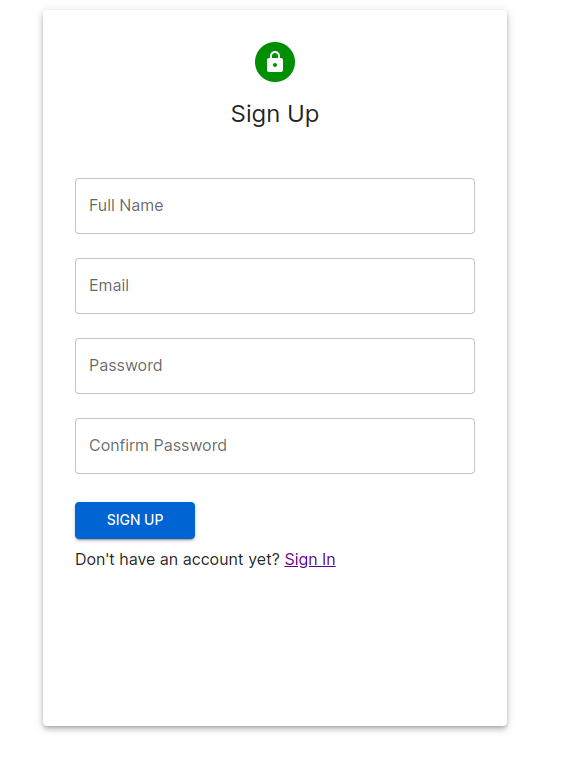 Sign Up
Full Name
Email
Password
Confirm Password
SIGN UP
Don't have an account yet? Sign In